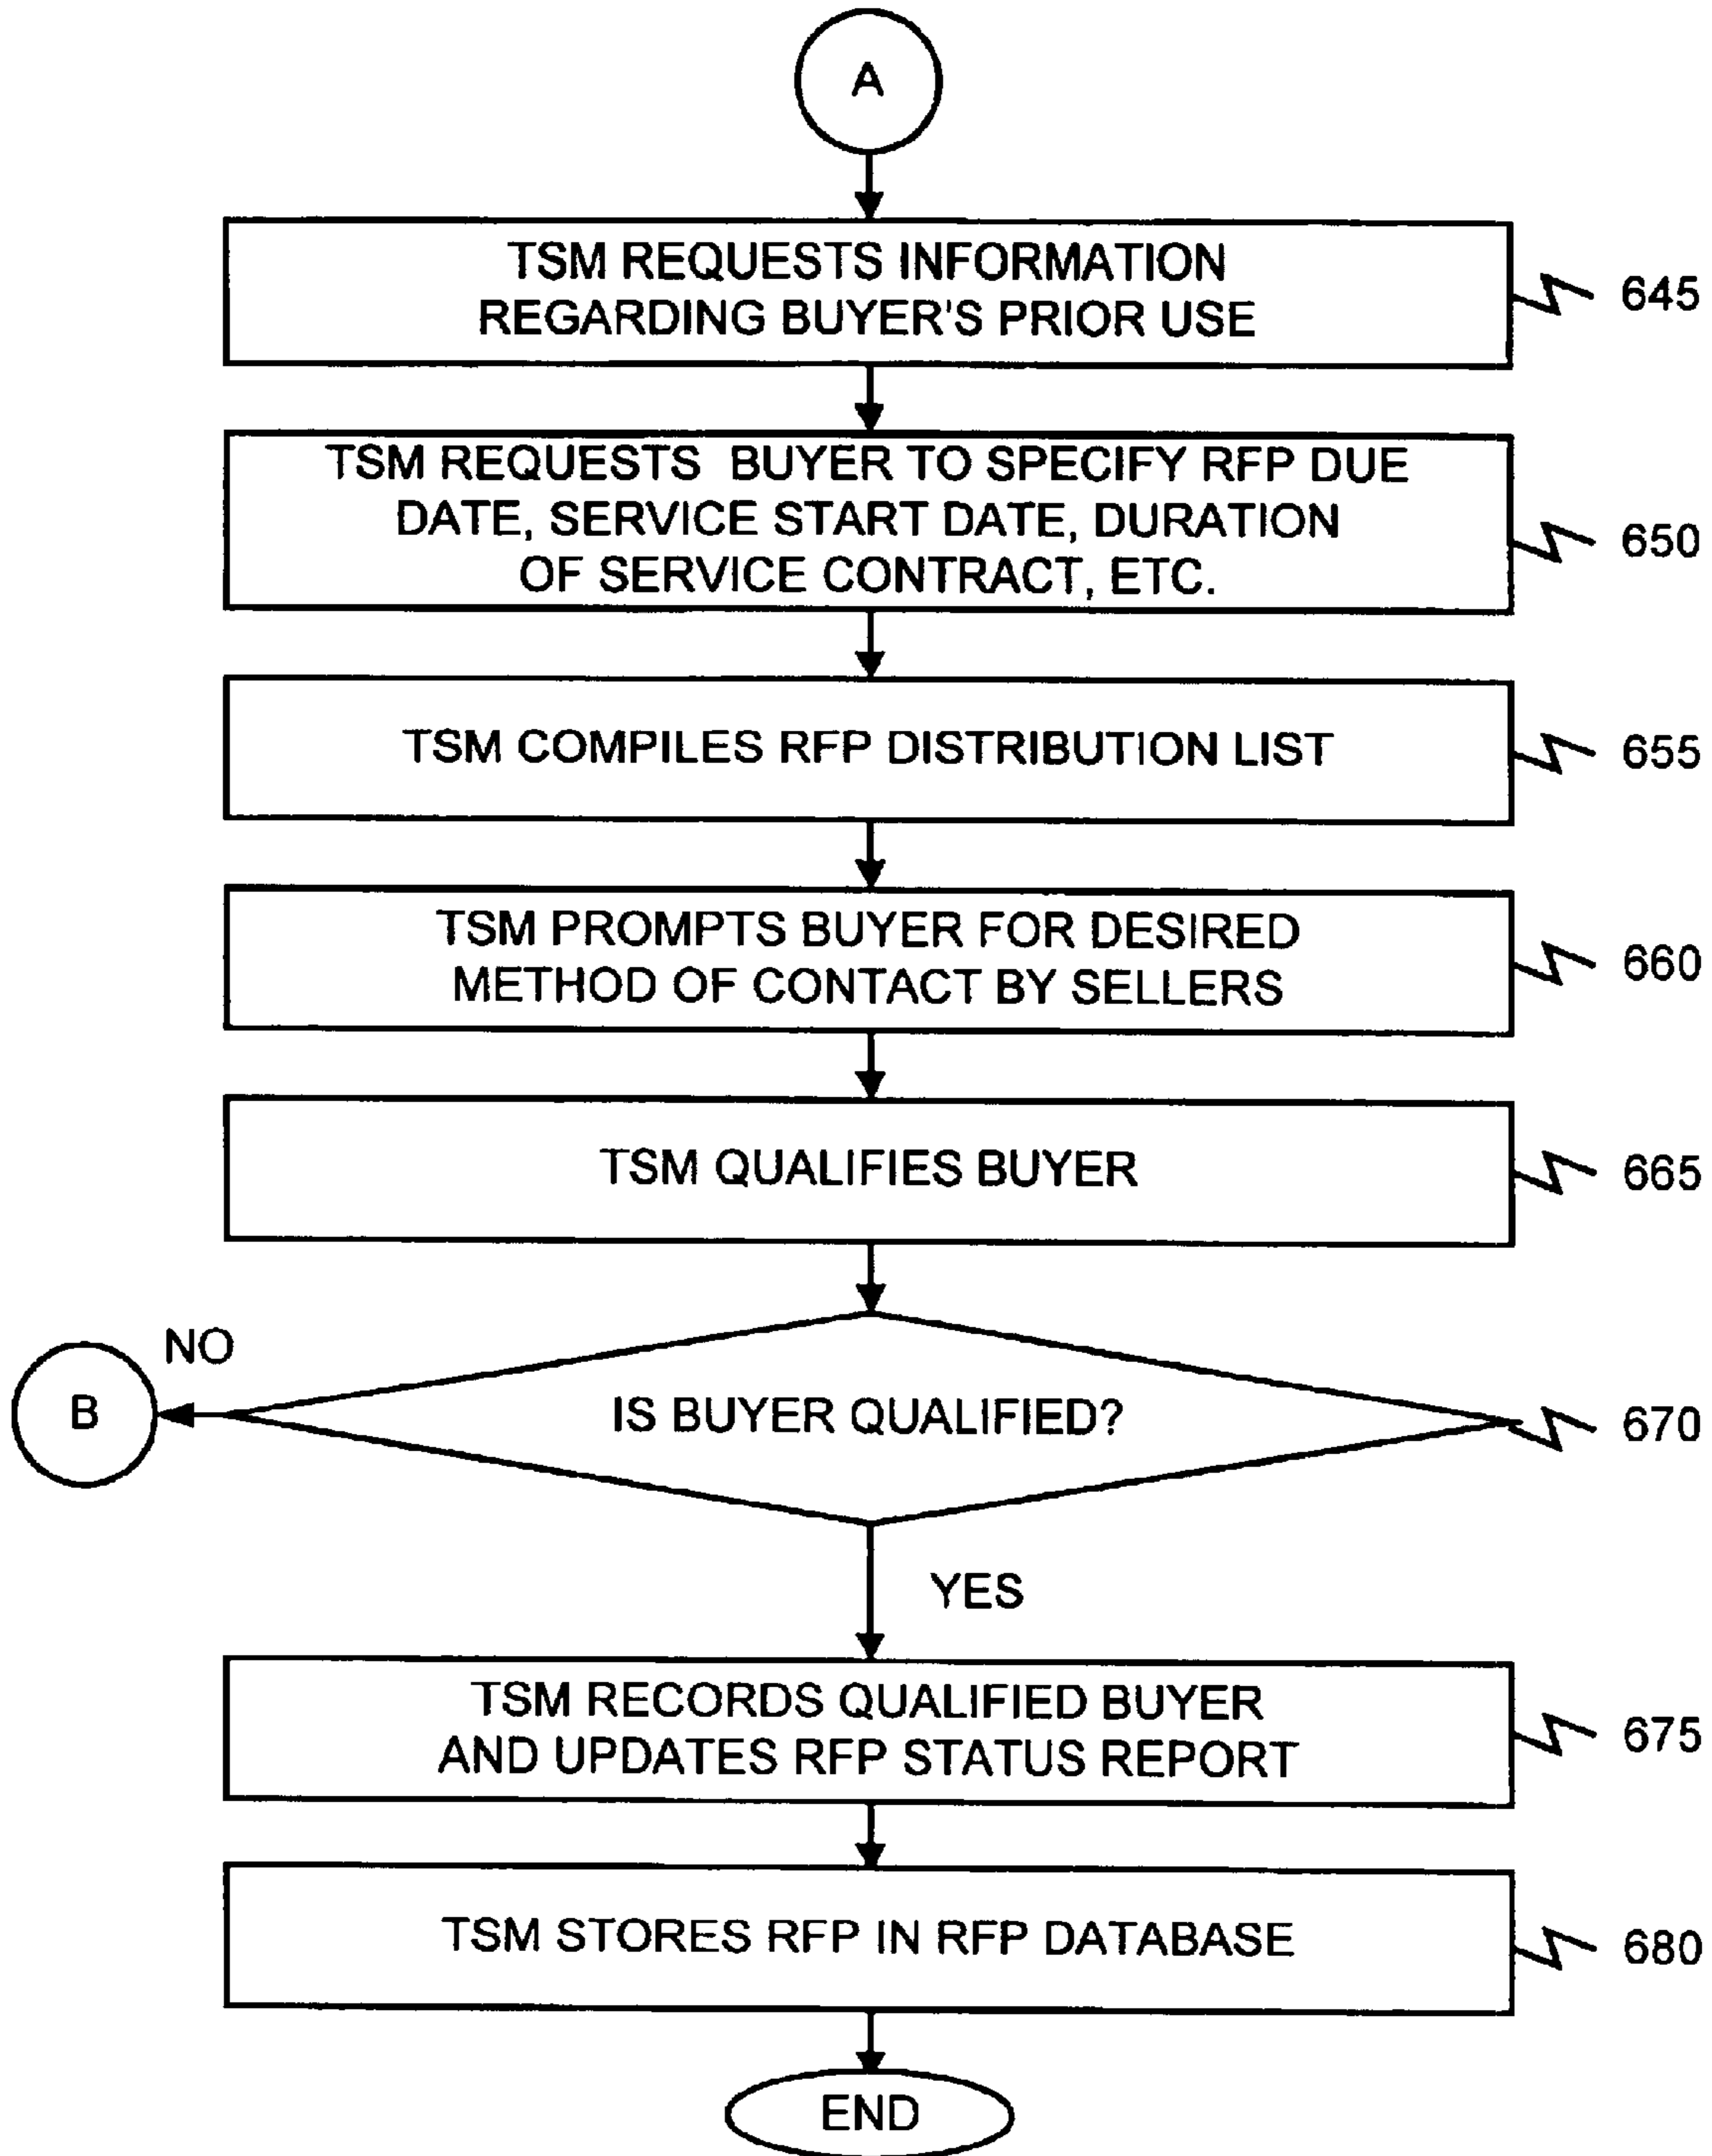 A
TSM REQUESTS INFORMATION
REGARDING BUYER'S PRIOR USE
645
TSM REQUESTS BUYER TO SPECIFY RFP DUE
DATE, SERVICE START DATE, DURATION
OF SERVICE CONTRACT, ETC.
650
TSM COMPILES RFP DISTRIBUTION LIST
655
TSM PROMPTS BUYER FOR DESIRED
METHOD OF CONTACT BY SELLERS
660
TSM QUALIFIES BUYER
665
NO
B
IS BUYER QUALIFIED?
670
YES
TSM RECORDS QUALIFIED BUYER
AND UPDATES RFP STATUS REPORT
675
TSM STORES RFP IN RFP DATABASE
680
END